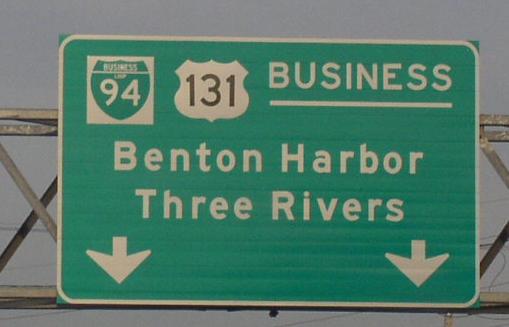 BUSINESS
LOOP
94
131
BUSINESS
Benton Harbor
Three Rivers